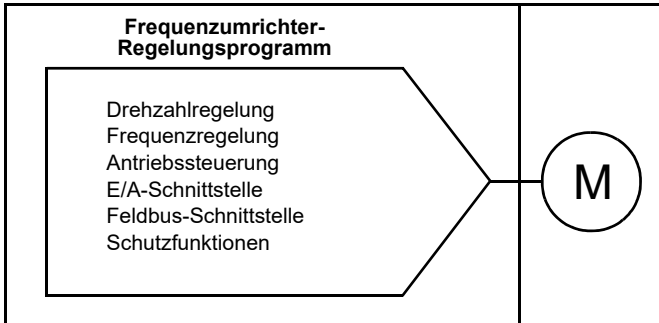 Frequenzumrichter-
Regelungsprogramm
Drehzahlregelung
Frequenzregelung
Antriebssteuerung
E/A-Schnittstelle
Feldbus-Schnittstelle
Schutzfunktionen
M